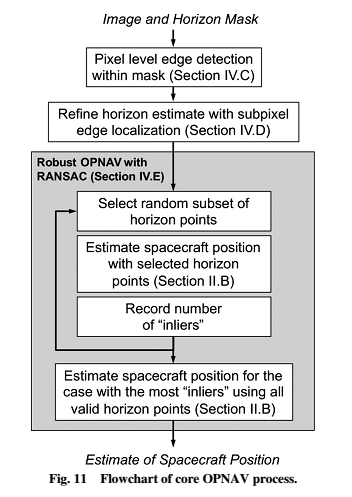 Image and Horizon Mask
Pixel level edge detection
within mask (Section IV.C)
Refine horizon estimate with subpixel
edge localization (Section IV.D)
Robust OPNAV with
RANSAC (Section IV.E)
Select random subset of
horizon points
Estimate spacecraft position
with selected horizon
points (Section II.B)
Record number
of “inliers”
Estimate spacecraft position for the
case with the most “inliers” using all
valid horizon points (Section II.B)
Estimate of Spacecraft Position
Fig. 11 Flowchart of core OPNAV process.